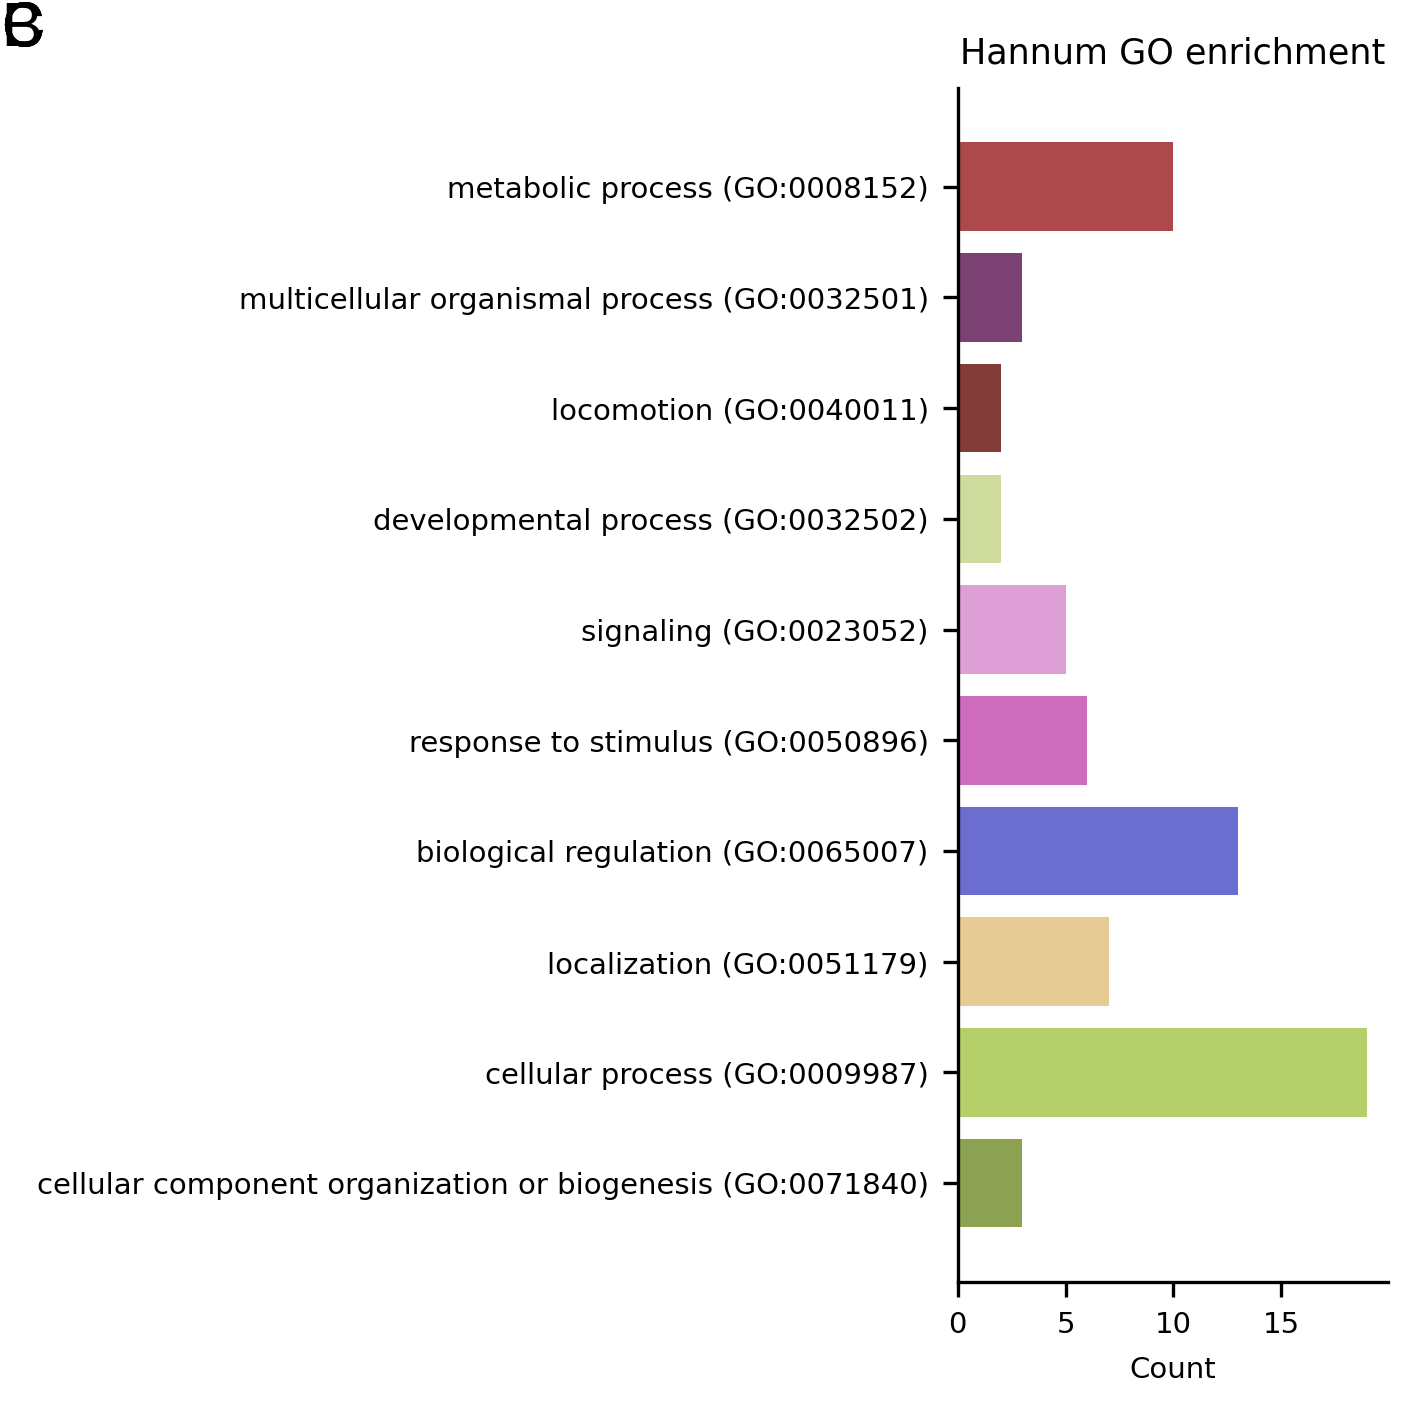 Hannum GO enrichment
metabolic process (GO:0008152)
multicellular organismal process (GO:0032501)
locomotion (GO:0040011)
developmental process (GO:0032502)
signaling (GO:0023052)
response to stimulus (GO:0050896)
biological regulation (GO:0065007)
localization (GO:0051179)
cellular process (GO:0009987)
cellular component organization or biogenesis (GO:0071840)
0 5 10 15
Count